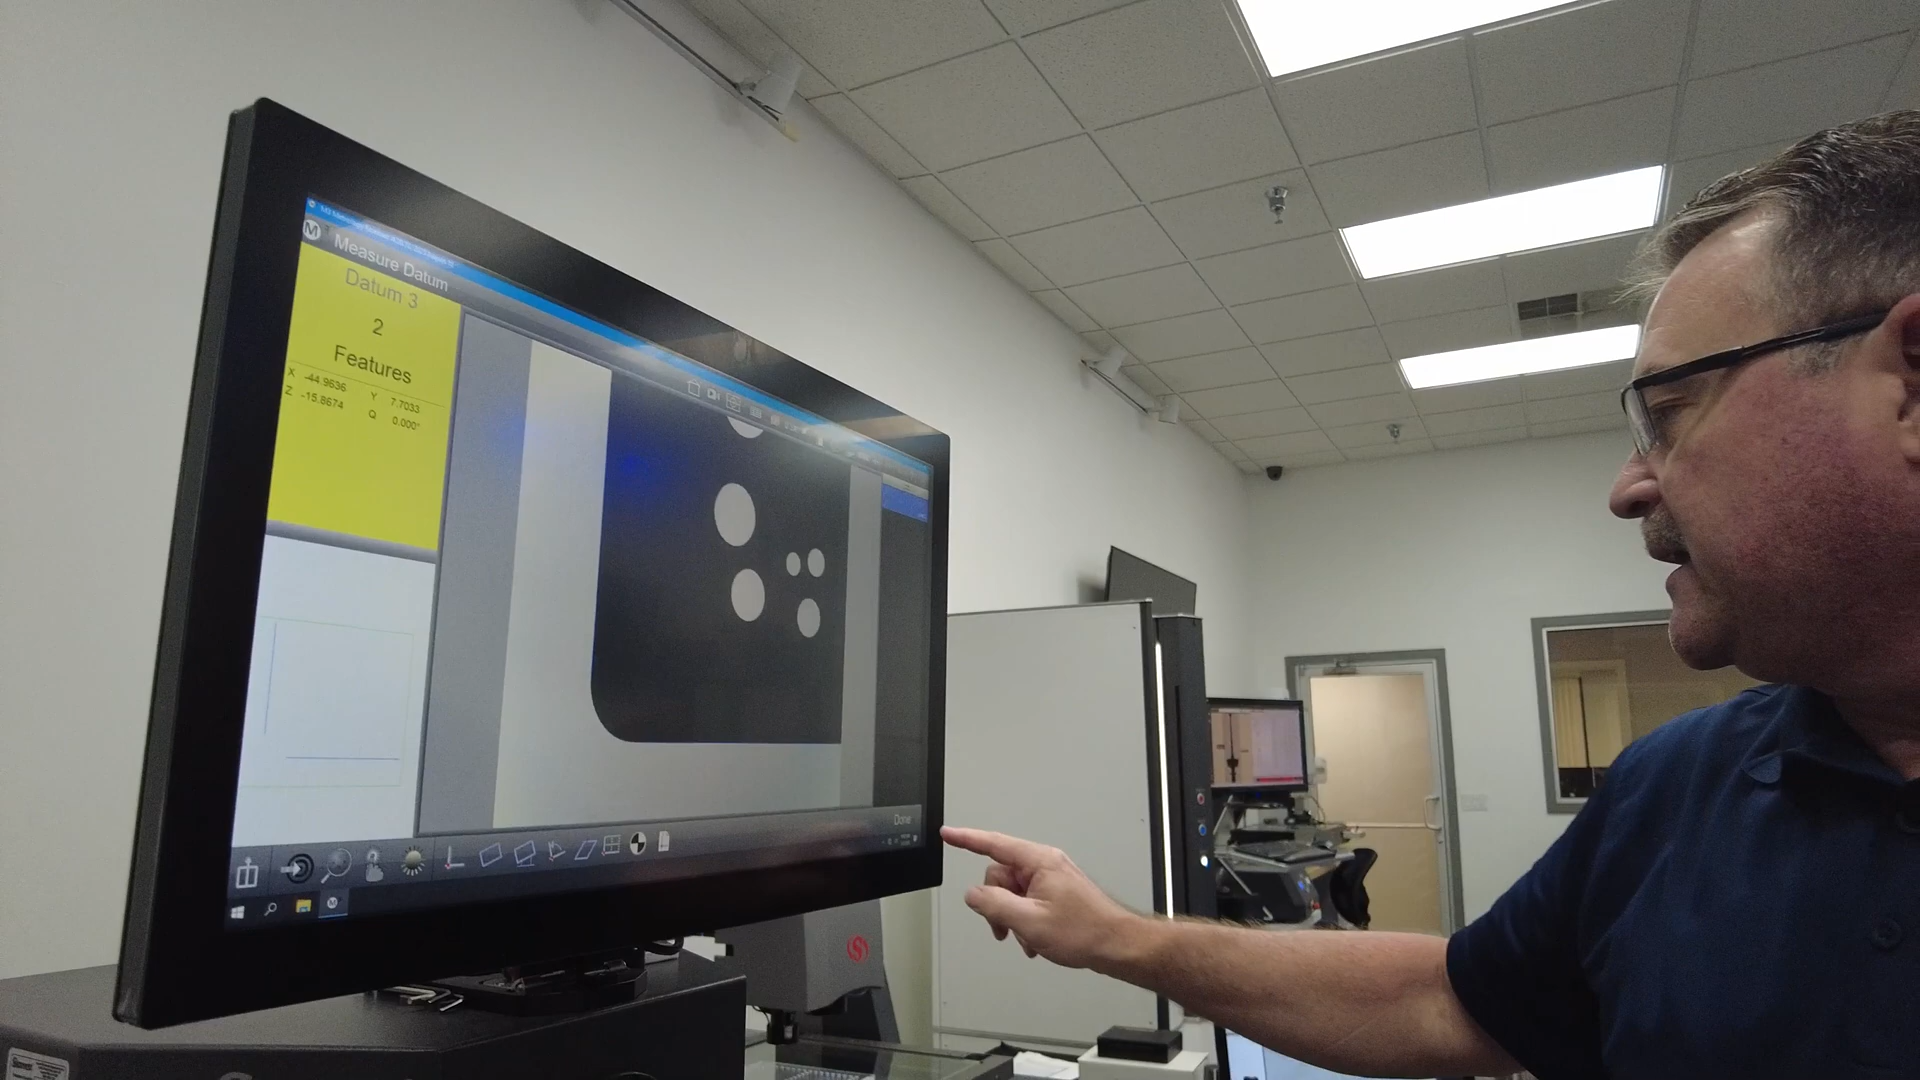 M
Measure Datum
Datum 3
2
Features
X -44.9636 Y 7.7033
Z -15.8674 Q 0.000°
Done